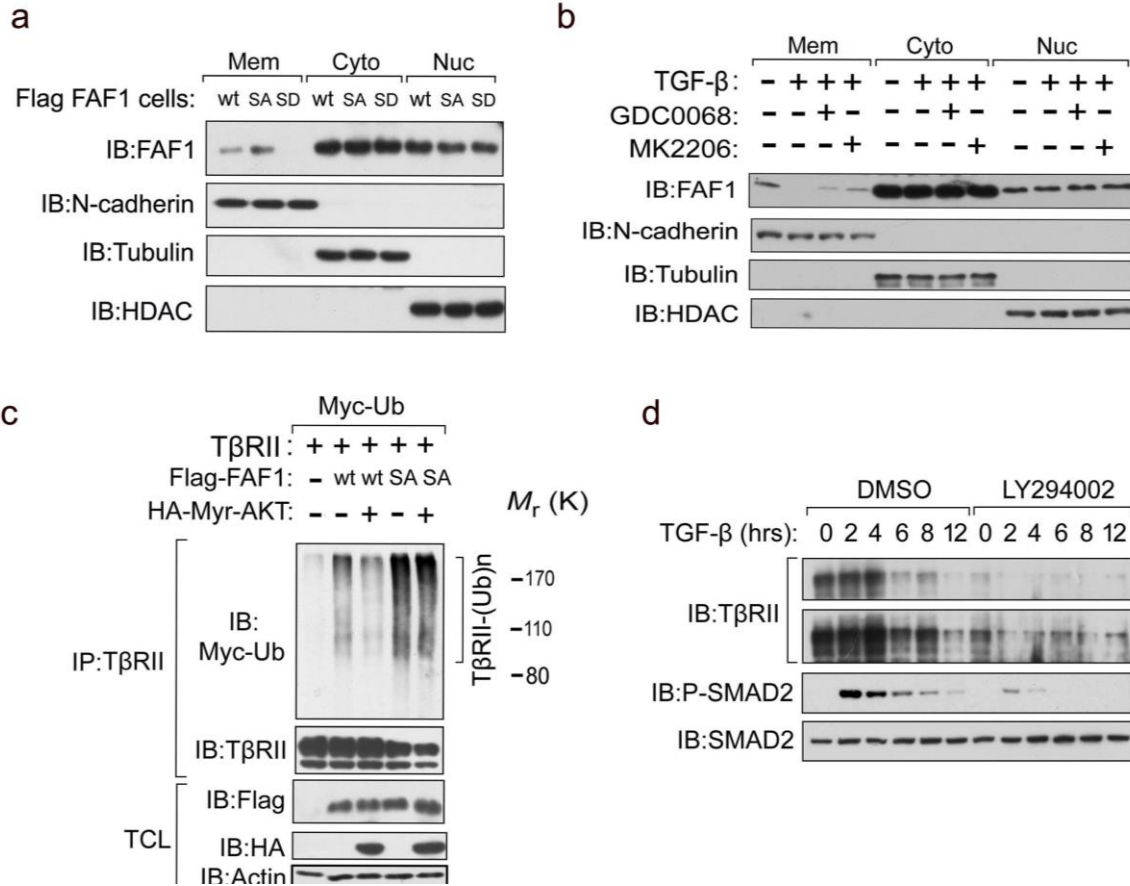 a
Mem Cyto Nuc
Flag FAF1 cells: wt SA SD wt SA SD wt SA SD
IB:FAF1
IB:N-cadherin
IB:Tubulin
IB:HDAC
b
Mem Cyto Nuc
TGF-β: - + + + - + + + - + + +
GDC0068: - - + - - - + - - - + -
MK2206: - - - + - - - + - - - +
IB:FAF1
IB:N-cadherin
IB:Tubulin
IB:HDAC
c
Myc-Ub
TβRII: + + + + +
Flag-FAF1: - wt wt SA SA
HA-Myr-AKT: - - + - +
Mr (K)
IP:TβRII
IB:
Myc-Ub
TβRII-(Ub)n
-170
-110
-80
IB:TβRII
TCL
IB:Flag
IB:HA
IB:Actin
d
DMSO LY294002
TGF-β (hrs): 0 2 4 6 8 12 0 2 4 6 8 12
IB:TβRII
IB:P-SMAD2
IB:SMAD2